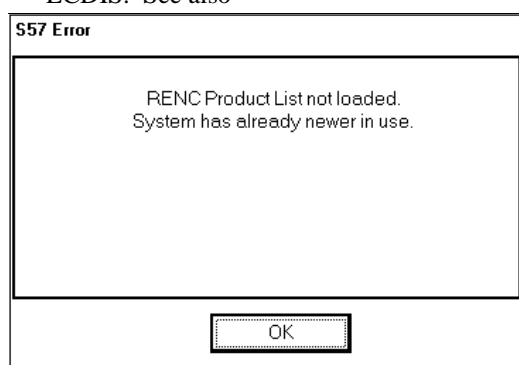 ECDIS. See also
S57 Error
RENC Product List not loaded.
System has already newer in use.
OK